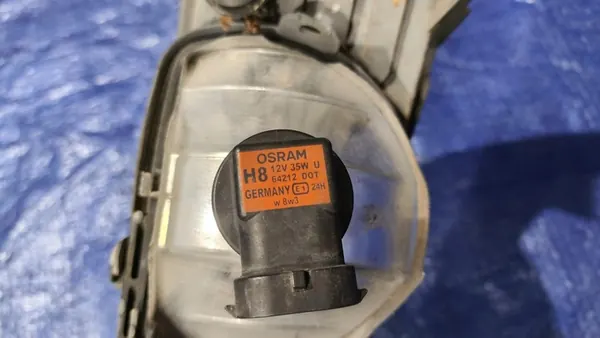 OSRAM
H8 12V 35W U
64212 DOT
GERMANY E1 24H
w 8w3